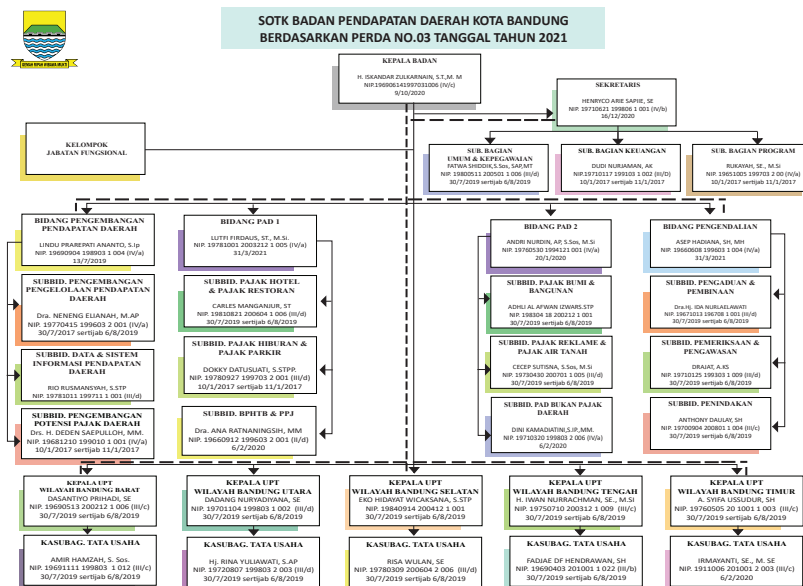 SOTK BADAN PENDAPATAN DAERAH KOTA BANDUNG
BERDASARKAN PERDA NO.03 TANGGAL TAHUN 2021
KEPALA BADAN
H. ISKANDAR ZULKARNAIN, S.T.,M. M
NIP.196906141997031006 (IV/c)
9/10/2020
SEKRETARIS
HENRYCO ARIE SAPIIE, SE
NIP. 19710621 199806 1 001 (IV/b)
16/12/2020
KELOMPOK
JABATAN FUNGSIONAL
SUB. BAGIAN
UMUM & KEPEGAWAIAN
FATWA SHIDDIK,S.Sos, SAP,MT
NIP. 19800511 200501 1 006 (III/d)
30/7/2019 sertijab 6/8/2019
SUB. BAGIAN KEUANGAN
DUDI NURJAMAN, AK
NIP.19710117 199103 1 002 (III/D)
10/1/2017 sertijab 11/1/2017
SUB. BAGIAN PROGRAM
RUKAYAH, SE., M.Si
NIP. 19651005 199703 2 00 (IV/a)
10/1/2017 sertijab 11/1/2017
BIDANG PENGEMBANGAN
PENDAPATAN DAERAH
LINDU PRAREPATI ANANTO, S.Ip
NIP. 19690904 198903 1 004 (IV/a)
13/7/2019
SUBBID. PENGEMBANGAN
PENGELOLAAN PENDAPATAN
DAERAH
Dra. NENENG ELIANAH, M.AP
NIP. 19770415 199603 2 001 (IV/a)
30/7/2017 sertijab 6/8/2019
SUBBID. DATA & SISTEM
INFORMASI PENDAPATAN
DAERAH
RIO RUSMANSYAH, S.STP
NIP. 19781011 199711 1 001 (III/d)
SUBBID. PENGEMBANGAN
POTENSI PAJAK DAERAH
Drs. H. DEDEN SAEPULLOH, MM.
NIP. 19681210 199010 1 001 (IV/a)
10/1/2017 sertijab 11/1/2017
BIDANG PAD 1
LUTFI FIRDAUS, ST., M.Si.
NIP. 19781001 2003212 1 005 (IV/a)
31/3/2021
SUBBID. PAJAK HOTEL
& PAJAK RESTORAN
CARLES MANGANJUR, ST
NIP. 19810821 200604 1 006 (III/d)
30/7/2019 sertijab 6/8/2019
SUBBID. PAJAK HIBURAN &
PAJAK PARKIR
DOKKY DATUSUATI, S.STPP.
NIP. 19780927 199703 2 001 (III/d)
10/1/2017 sertijab 11/1/2017
SUBBID. BPHTB & PPJ
Dra. ANA RATNANINGSIH, MM
NIP. 19660912 199603 2 001 (II/d)
6/2/2020
BIDANG PAD 2
ANDRI NURDIN, AP, S.Sos, M.Si
NIP. 19760530 1994121 001 (IV/a)
20/1/2020
SUBBID. PAJAK BUMI &
BANGUNAN
ADHLI AL AFWAN IZWARS.STP
NIP. 198304 18 200212 1 001
30/7/2019 sertijab 6/8/2019
SUBBID. PAJAK REKLAME &
PAJAK AIR TANAH
CECEP SUTISNA, S.Sos, M.Si
NIP. 19730430 200701 1 005 (III/d)
30/7/2019 sertijab 6/8/2019
SUBBID. PAD BUKAN PAJAK
DAERAH
DINI KAMADIATINI,S.IP., MM.
NIP. 19710320 199803 2 006 (IV/a)
6/2/2020
BIDANG PENGENDALIAN
ASEP HADIANA, SH, MH
NIP. 19660608 199603 1 004 (IV/a)
31/3/2021
SUBBID. PENGADUAN &
PEMBINAAN
Dra.Hj. IDA NURLAELAWATI
NIP. 19671013 196708 1 001 (III/d)
30/7/2019 sertijab 6/8/2019
SUBBID. PEMERIKSAAN &
PENGAWASAN
DRAJAT, A.KS
NIP. 19710125 199303 1 009 (III/d)
30/7/2019 sertijab 6/8/2019
SUBBID. PENINDAKAN
ANTHONY DAULAY, SH
NIP. 19700904 200801 1 004 (III/c)
30/7/2019 sertijab 6/8/2019
KEPALA UPT
WILAYAH BANDUNG BARAT
DASANTIYO PRIHADI, SE
NIP. 19690513 200212 1 006 (III/c)
30/7/2019 sertijab 6/8/2019
KEPALA UPT
WILAYAH BANDUNG UTARA
DADANG NURYADIYANA, SE
NIP. 19701104 199803 1 002 (III/d)
30/7/2019 sertijab 6/8/2019
KEPALA UPT
WILAYAH BANDUNG SELATAN
EKO HIDAYAT WICAKSANA, S.STP
NIP. 19840914 200412 1 001
30/7/2019 sertijab 6/8/2019
KEPALA UPT
WILAYAH BANDUNG TENGAH
H. IWAN NURRACHMAN, SE., M.Si
NIP. 19750710 200312 1 009 (III/c)
30/7/2019 sertijab 6/8/2019
KEPALA UPT
WILAYAH BANDUNG TIMUR
A. SYIFA USSUDUR, SH
NIP. 19760505 20 1001 1 003 (III/c)
30/7/2019 sertijab 6/8/2019
KASUBAG. TATA USAHA
AMIR HAMZAH, S. Sos.
NIP. 19691111 199803 1 012 (III/c)
30/7/2019 sertijab 6/8/2019
KASUBAG. TATA USAHA
Hj. RINA YULIAWATI, S.AP
NIP. 19720807 199803 2 003 (III/d)
30/7/2019 sertijab 6/8/2019
KASUBAG. TATA USAHA
RISA WULAN, SE
NIP. 19780309 200604 2 006 (III/d)
30/7/2019 sertijab 6/8/2019
KASUBAG. TATA USAHA
FADJAE DF HENDRAWAN, SH
NIP. 19690403 201001 1 022 (III/b)
30/7/2019 sertijab 6/8/2019
KASUBAG. TATA USAHA
IRMAYANTI, SE., M. SE
NIP. 1911006 201001 2 003 (III/c)
6/2/2020